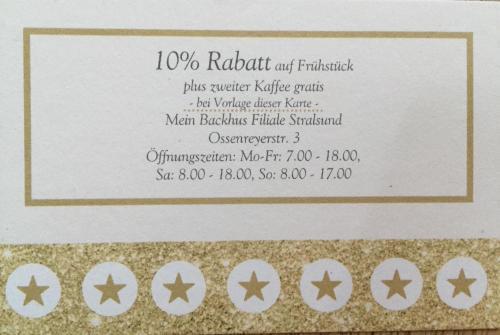 10% Rabatt auf Frühstück
plus zweiter Kaffee gratis
- bei Vorlage dieser Karte -
Mein Backhus Filiale Stralsund
Ossenreyerstr. 3
Öffnungszeiten: Mo-Fr: 7.00 - 18.00,
Sa: 8.00 - 18.00, So: 8.00 - 17.00